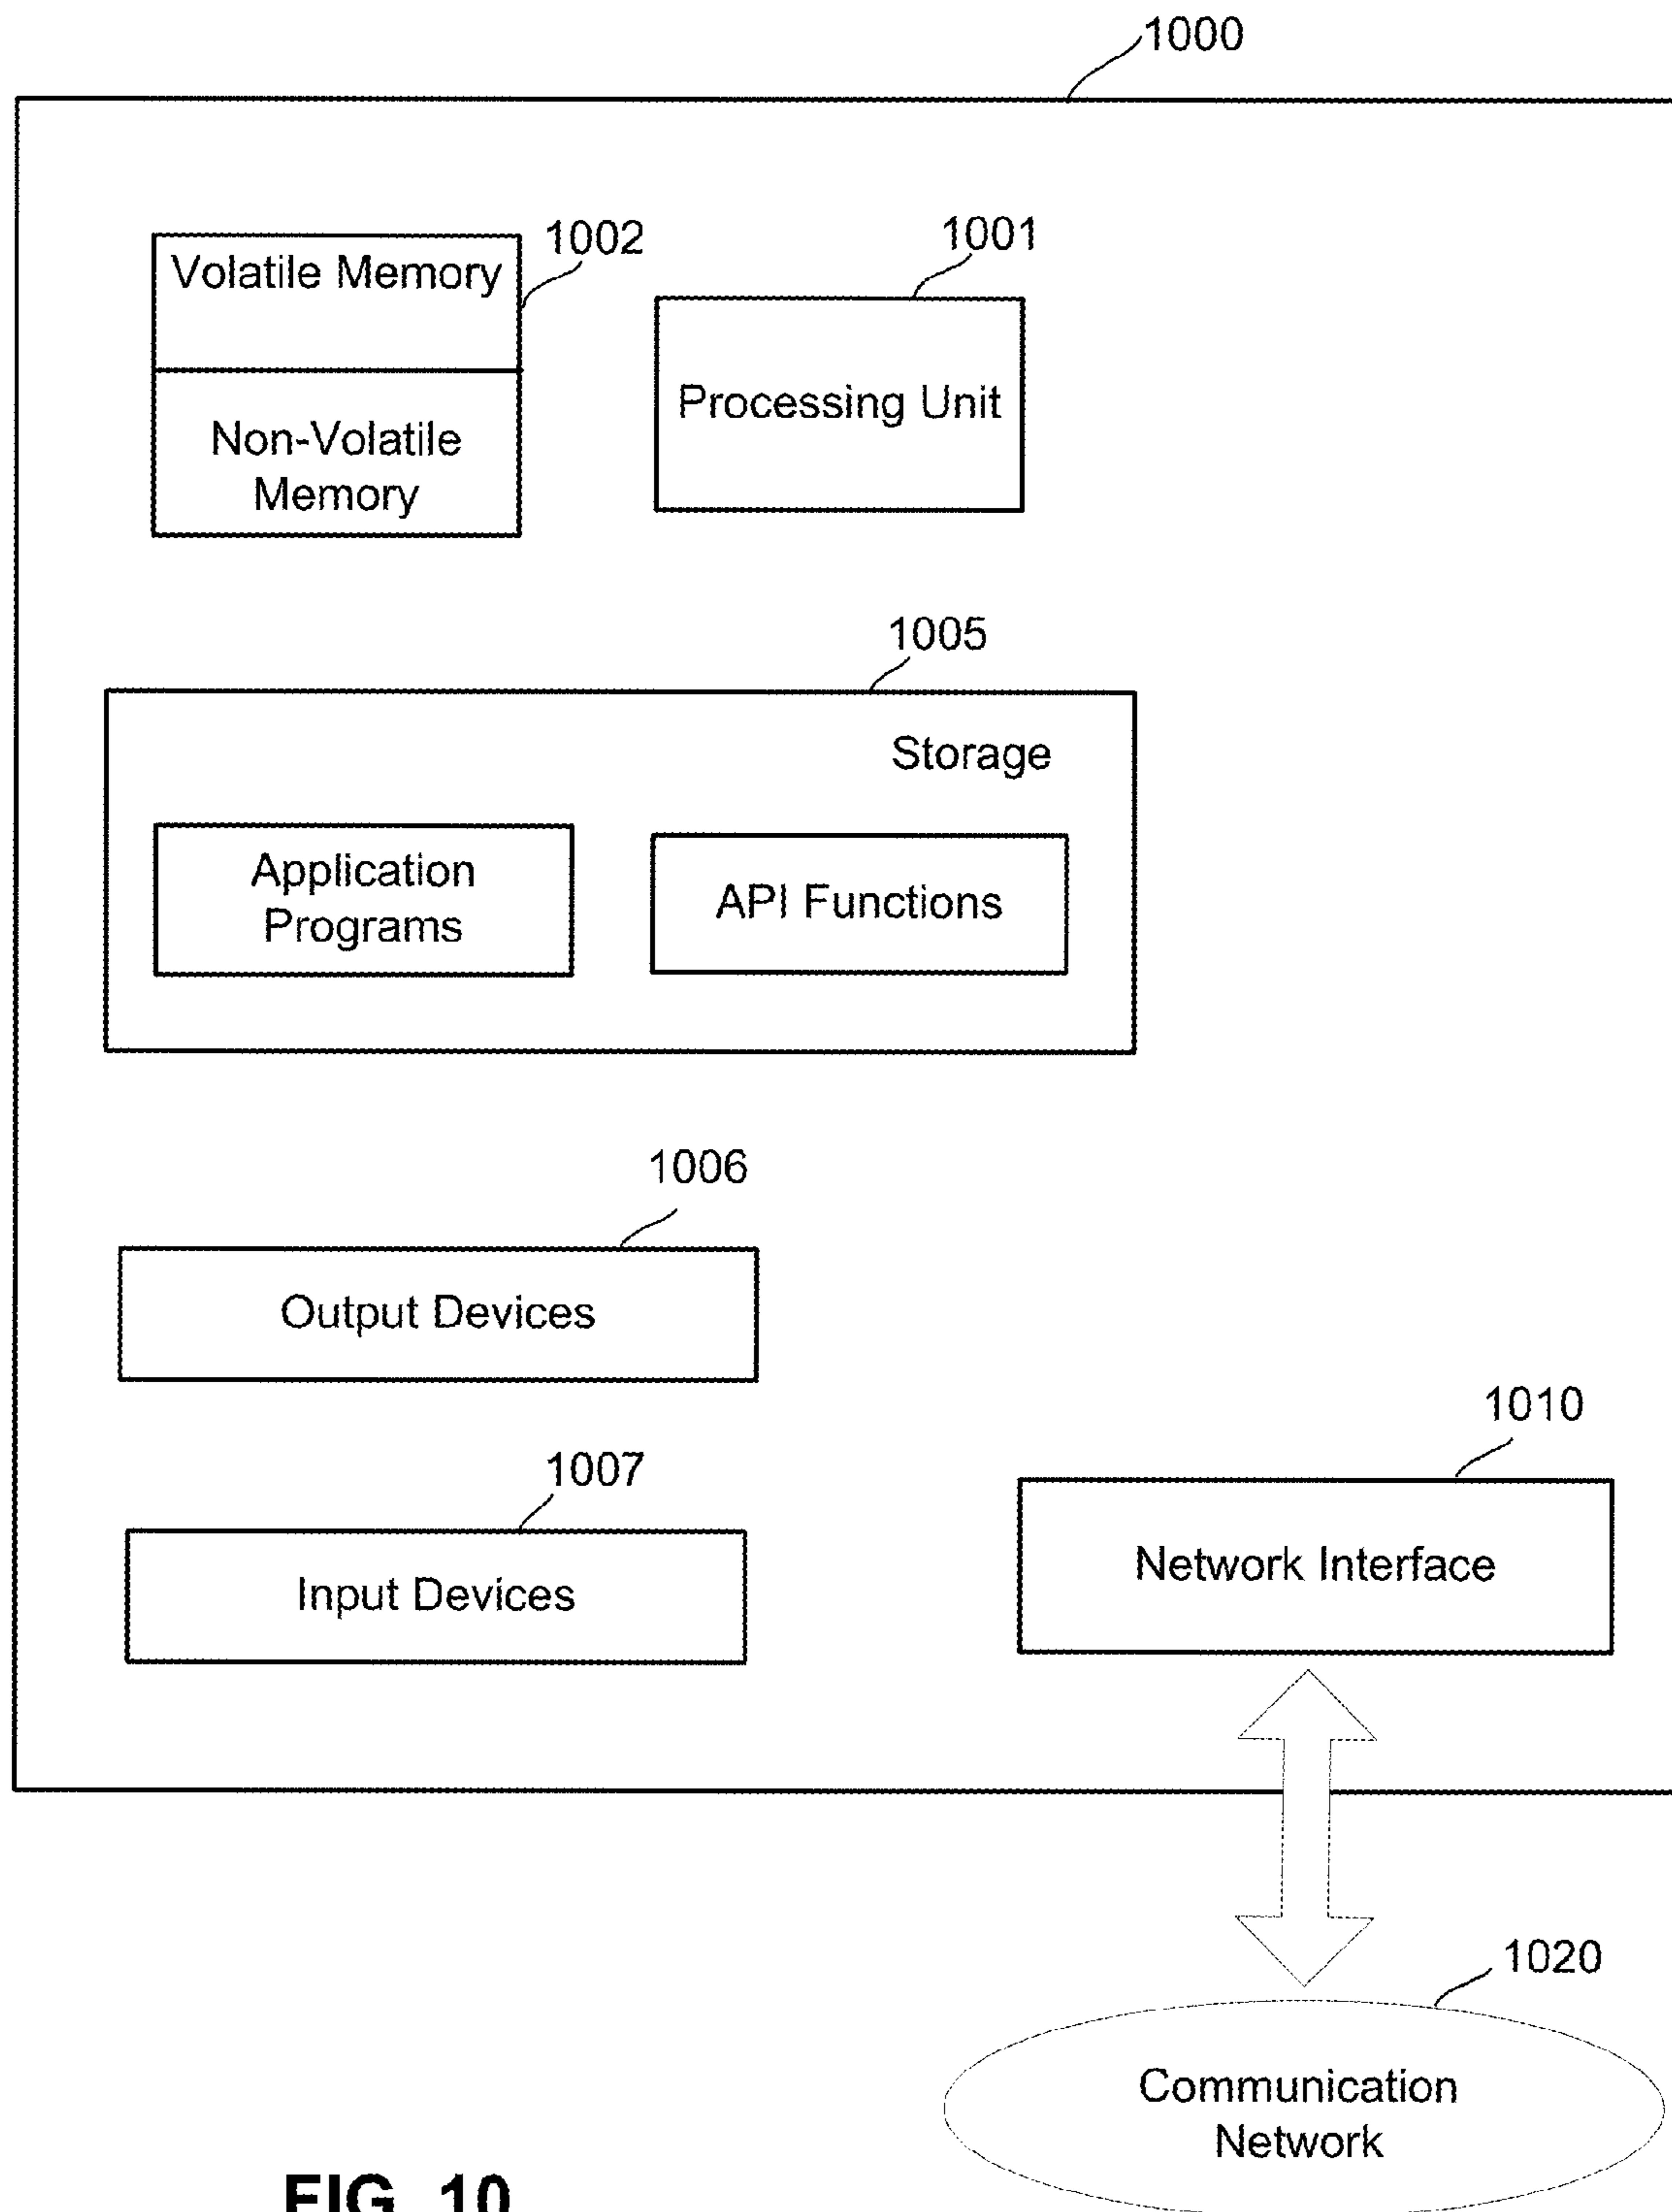 1000
1002
1001
Volatile Memory
Processing Unit
Non-Volatile
Memory
1005
Storage
Application
Programs
API Functions
1006
Output Devices
1010
1007
Network Interface
Input Devices
1020
Communication
Network
FIG. 10